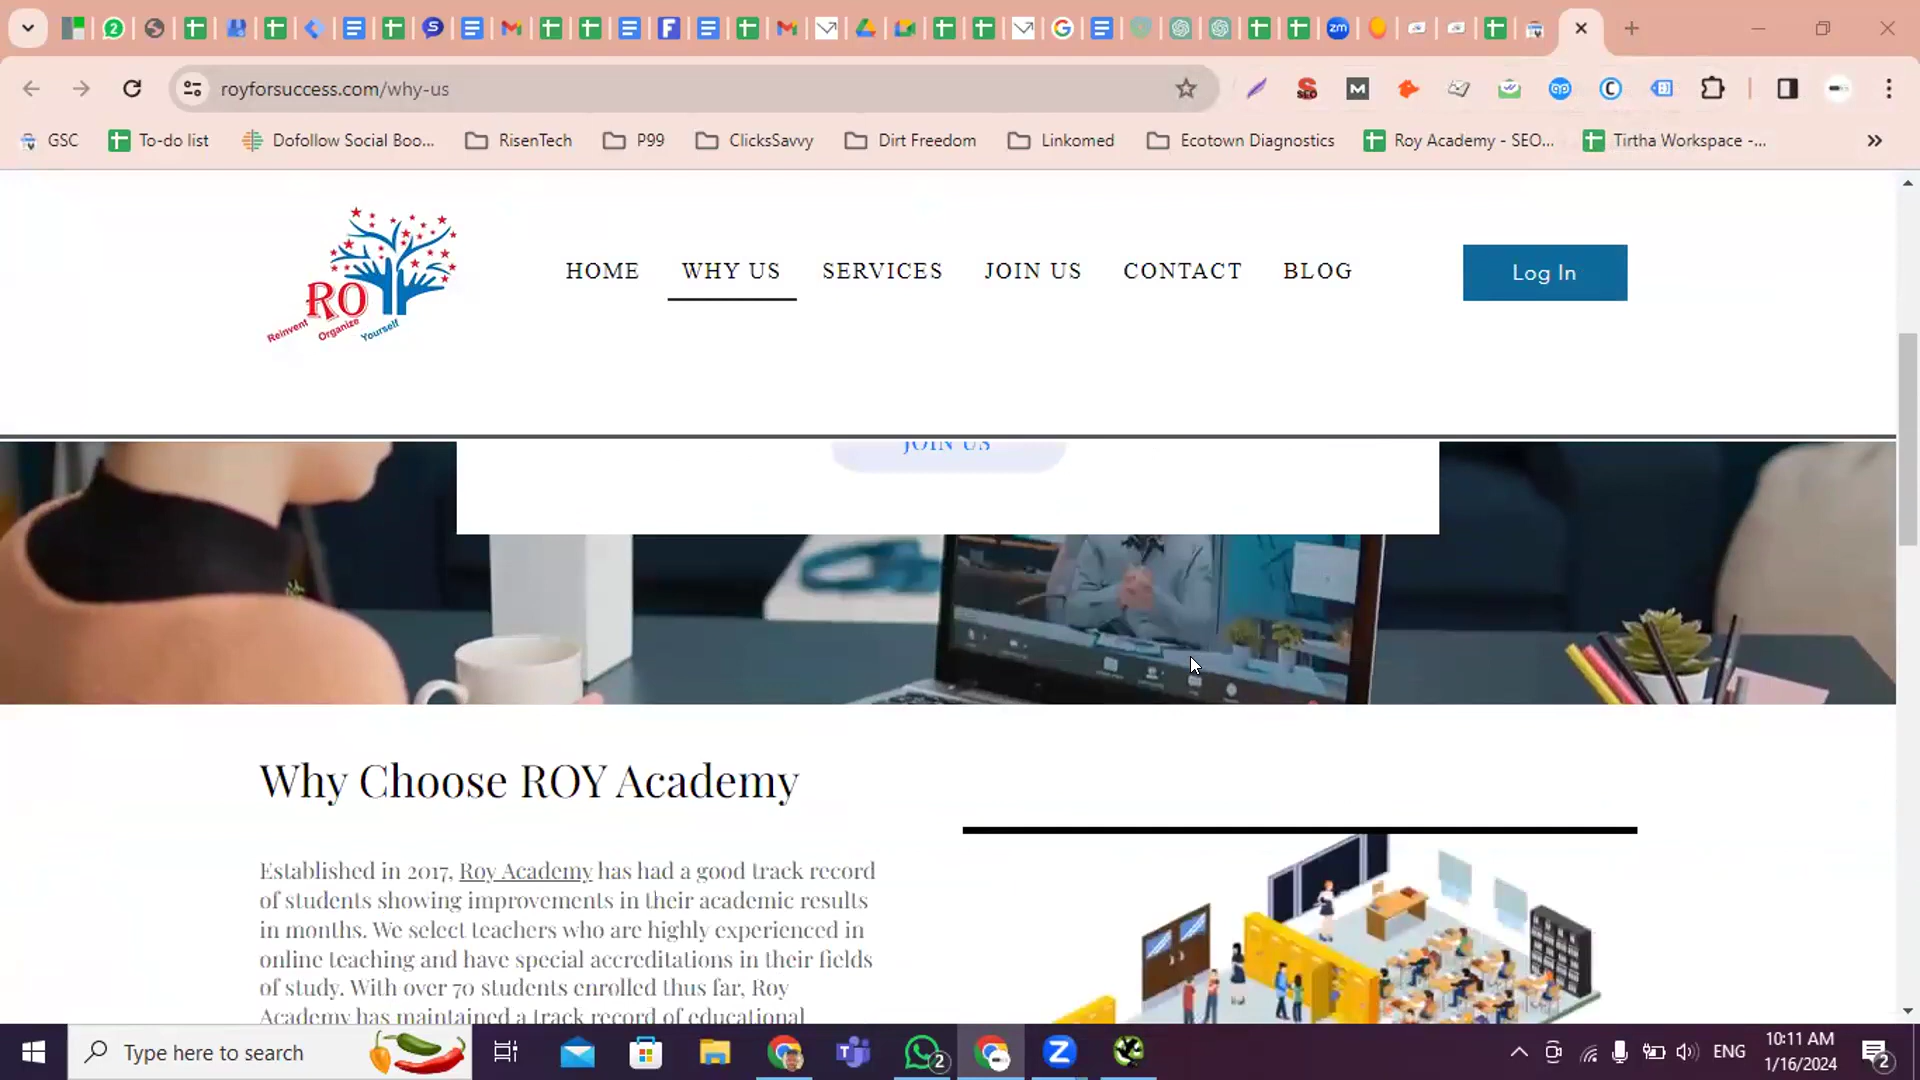 royforsuccess.com/why-us
GSC
To-do list
Dofollow Social Boo...
RisenTech
P99
ClicksSavvy
Dirt Freedom
Linkomed
Ecotown Diagnostics
Roy Academy - SEO...
Tirtha Workspace -...
ROY
Reinvent Organize Yourself
HOME
WHY US
SERVICES
JOIN US
CONTACT
BLOG
Log In
JOIN US
Why Choose ROY Academy
Established in 2017, Roy Academy has had a good track record
of students showing improvements in their academic results
in months. We select teachers who are highly experienced in
online teaching and have special accreditations in their fields
of study. With over 70 students enrolled thus far, Roy
Academy has maintained a track record of educational
Type here to search
2
ENG
10:11 AM
1/16/2024
2